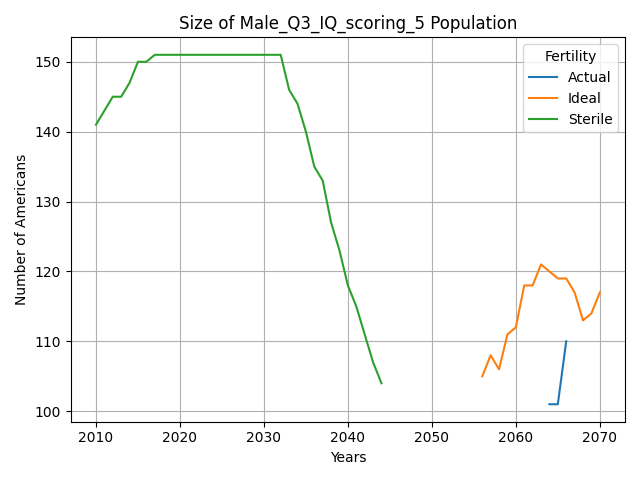 Size of Male_Q3_IQ_scoring_5 Population
Number of Americans
150
140
130
120
110
100
Fertility
Actual
Ideal
Sterile
2010 2020 2030 2040 2050 2060 2070
Years